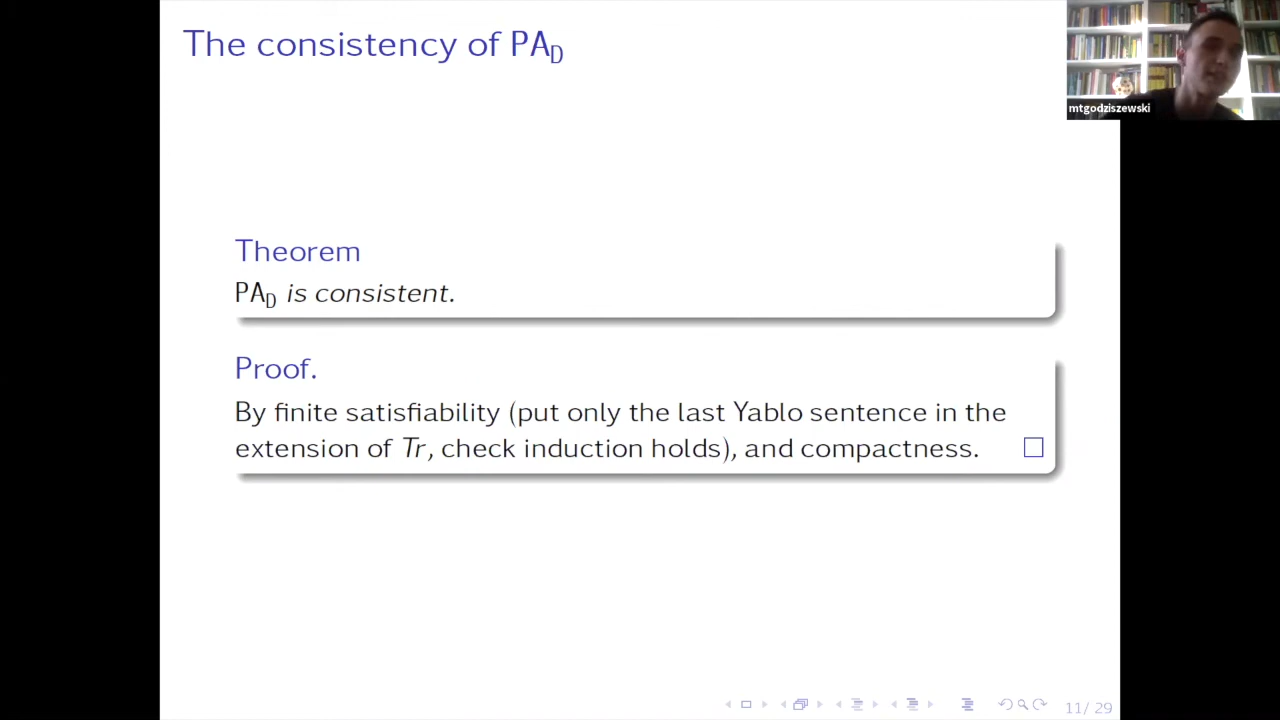 The consistency of PA_D
mtgodziszewski
Theorem
PA_D is consistent.
Proof.
By finite satisfiability (put only the last Yablo sentence in the
extension of Tr, check induction holds), and compactness. □
11/ 29